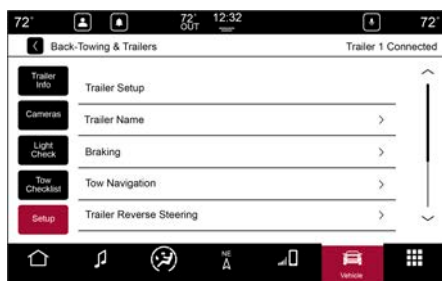 72°
72°
OUT
12:32
72°
Back-Towing & Trailers
Trailer 1 Connected
Trailer
Info
Cameras
Light
Check
Tow
Checklist
Setup
Trailer Setup
Trailer Name
Braking
Tow Navigation
Trailer Reverse Steering
NE
Vehicle